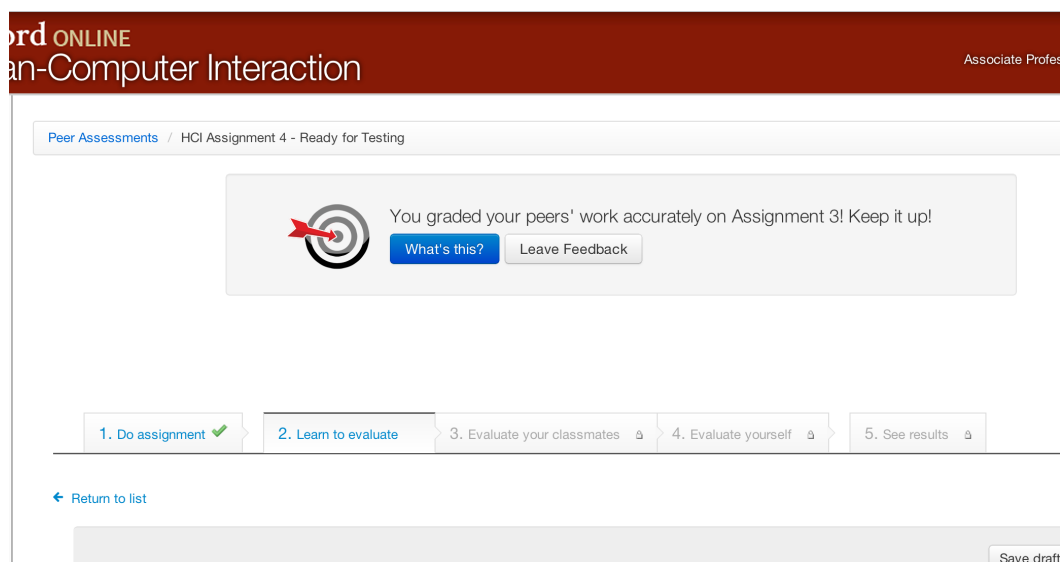 ord ONLINE
an-Computer Interaction
Associate Profes
Peer Assessments / HCI Assignment 4 - Ready for Testing
You graded your peers' work accurately on Assignment 3! Keep it up!
What's this? Leave Feedback
1. Do assignment 2. Learn to evaluate 3. Evaluate your classmates 4. Evaluate yourself 5. See results
Return to list
Save draft